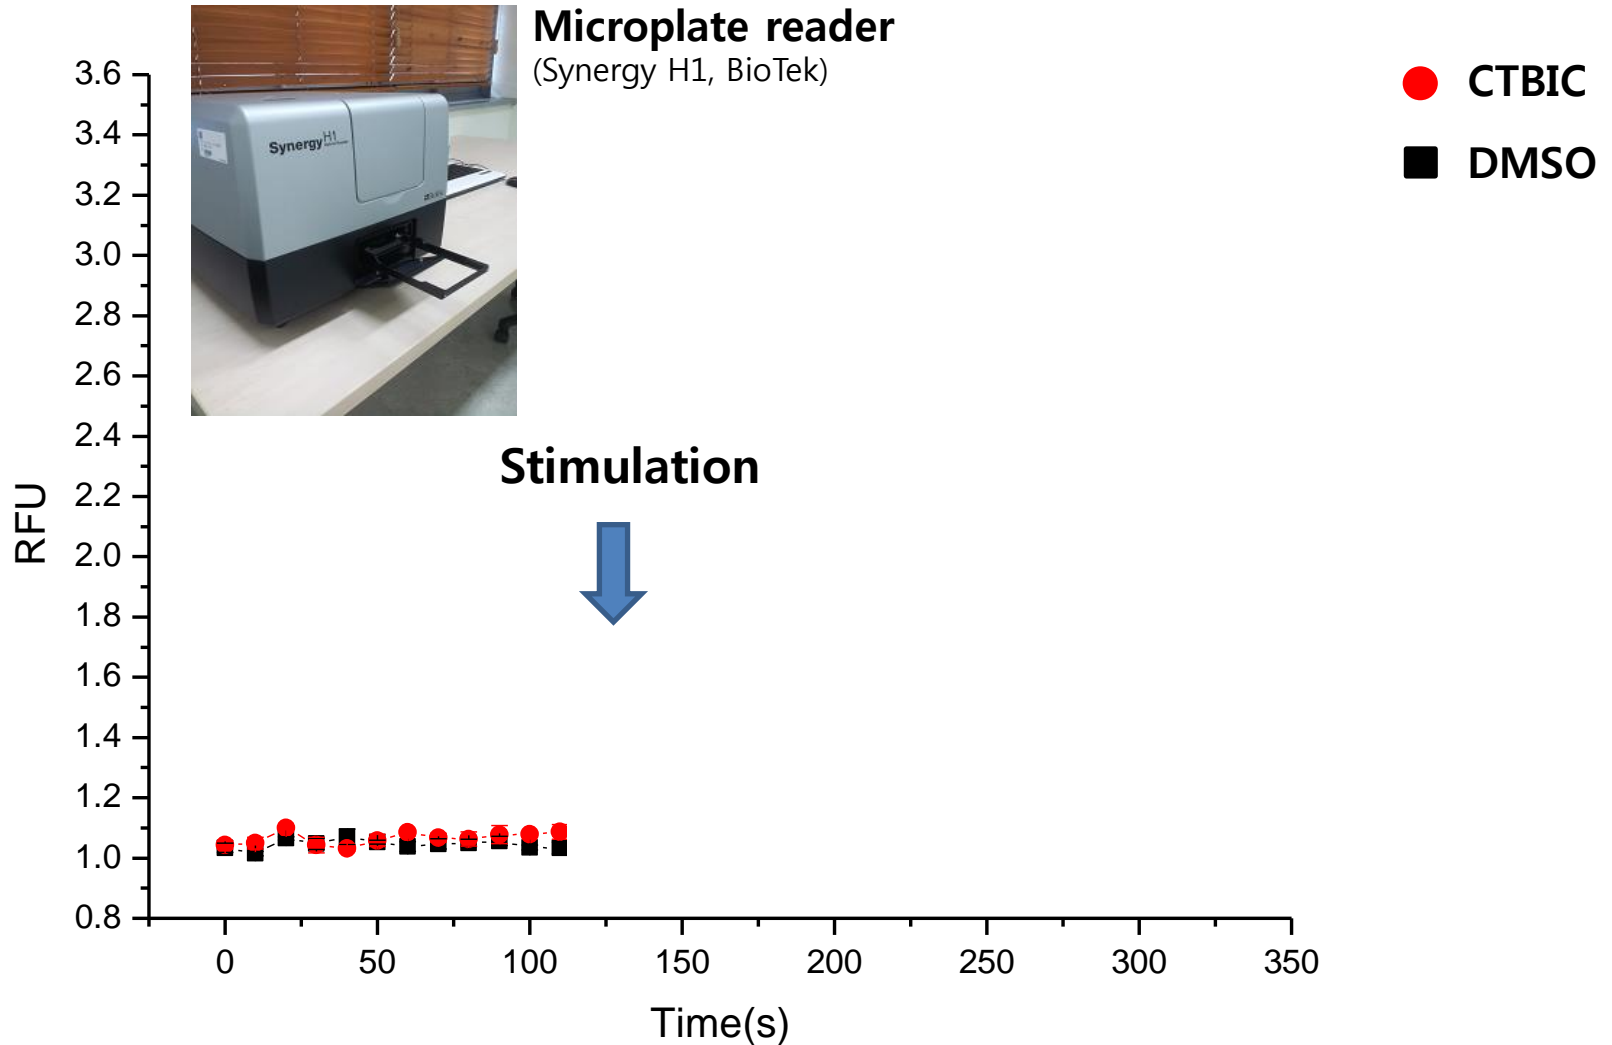 Microplate reader
(Synergy H1, BioTek)
Synergy H1
CTBIC
DMSO
Stimulation
RFU
3.6
3.4
3.2
3.0
2.8
2.6
2.4
2.2
2.0
1.8
1.6
1.4
1.2
1.0
0.8
0 50 100 150 200 250 300 350
Time(s)